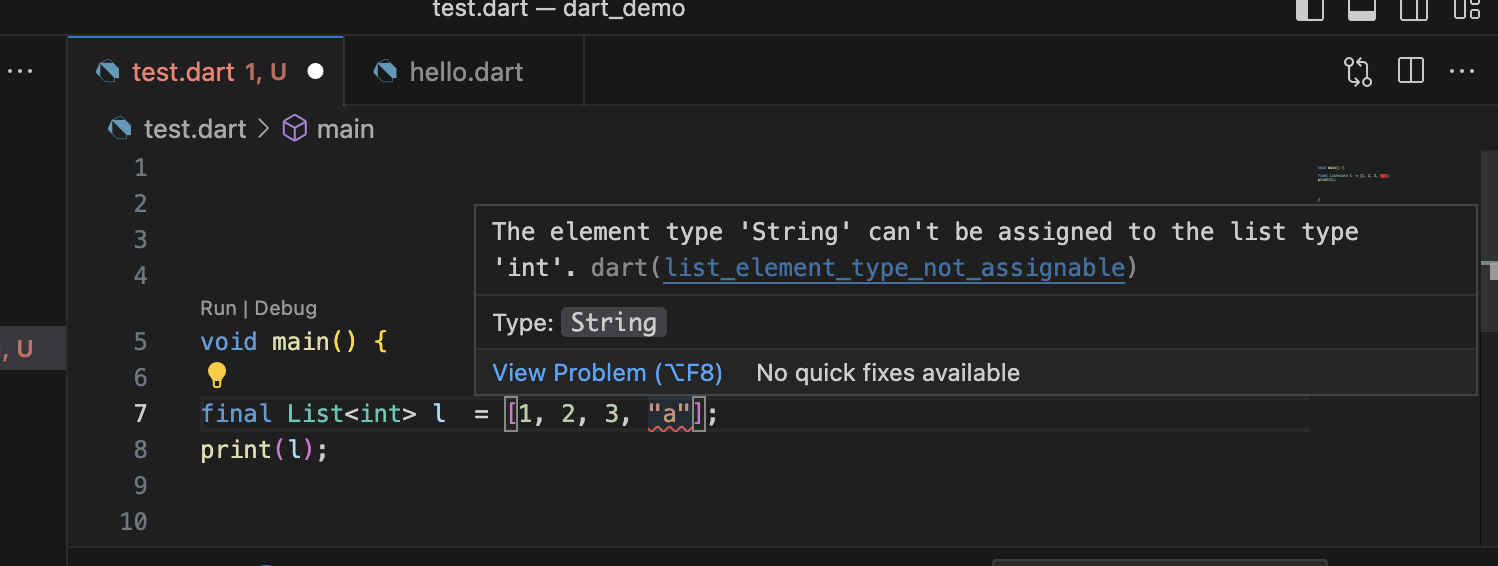 test.dart — dart_demo
test.dart 1, U
hello.dart
test.dart > main
1
2
3
4
The element type 'String' can't be assigned to the list type
'int'. dart(list_element_type_not_assignable)
Type: String
View Problem (⌥F8) No quick fixes available
Run | Debug
5 void main() {
, U
6
7 final List<int> l  = [1, 2, 3, "a"];
8 print(l);
9
10